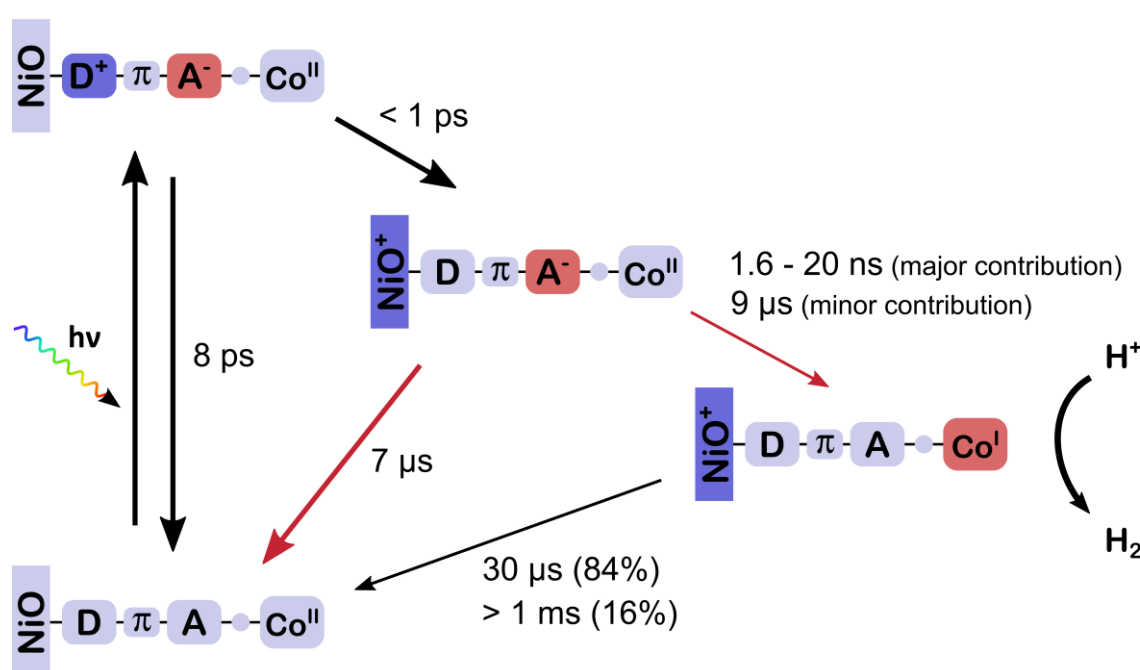 NiO D⁺ π A⁻ Coᴵᴵ
< 1 ps
NiO⁺ D π A⁻ Coᴵᴵ
1.6 - 20 ns (major contribution)
9 µs (minor contribution)
hν
8 ps
H⁺
7 µs
NiO⁺ D π A Coᴵ
H₂
30 µs (84%)
> 1 ms (16%)
NiO D π A Coᴵᴵ